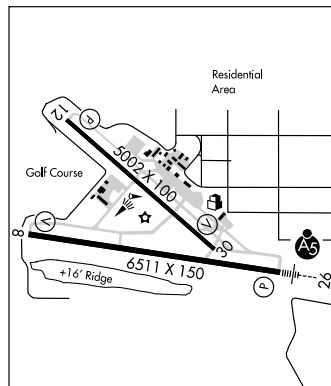 Residential
Area
12
P
5002 X 100
Golf Course
V
V
8
30
A5
6511 X 150
+16' Ridge
P
26